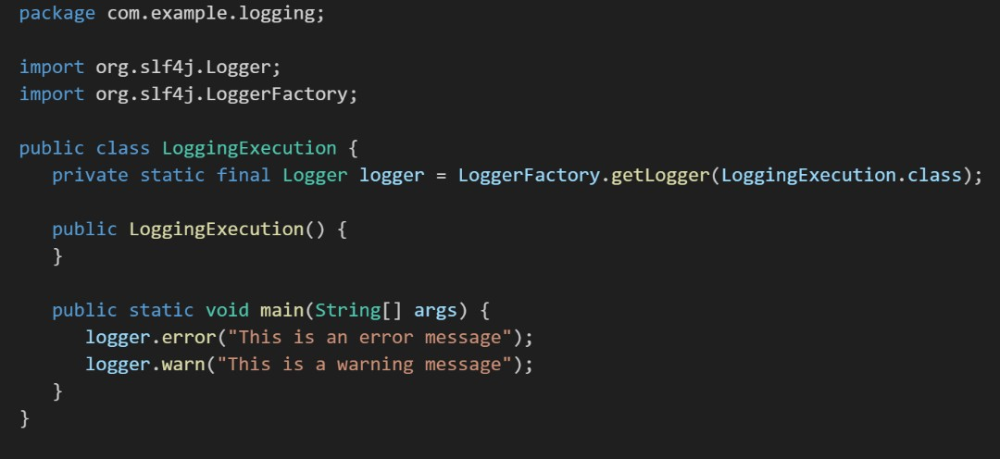 package com.example.logging;
import org.slf4j.Logger;
import org.slf4j.LoggerFactory;
public class LoggingExecution {
private static final Logger logger = LoggerFactory.getLogger(LoggingExecution.class);
public LoggingExecution() {
}
public static void main(String[] args) {
logger.error("This is an error message");
logger.warn("This is a warning message");
}
}